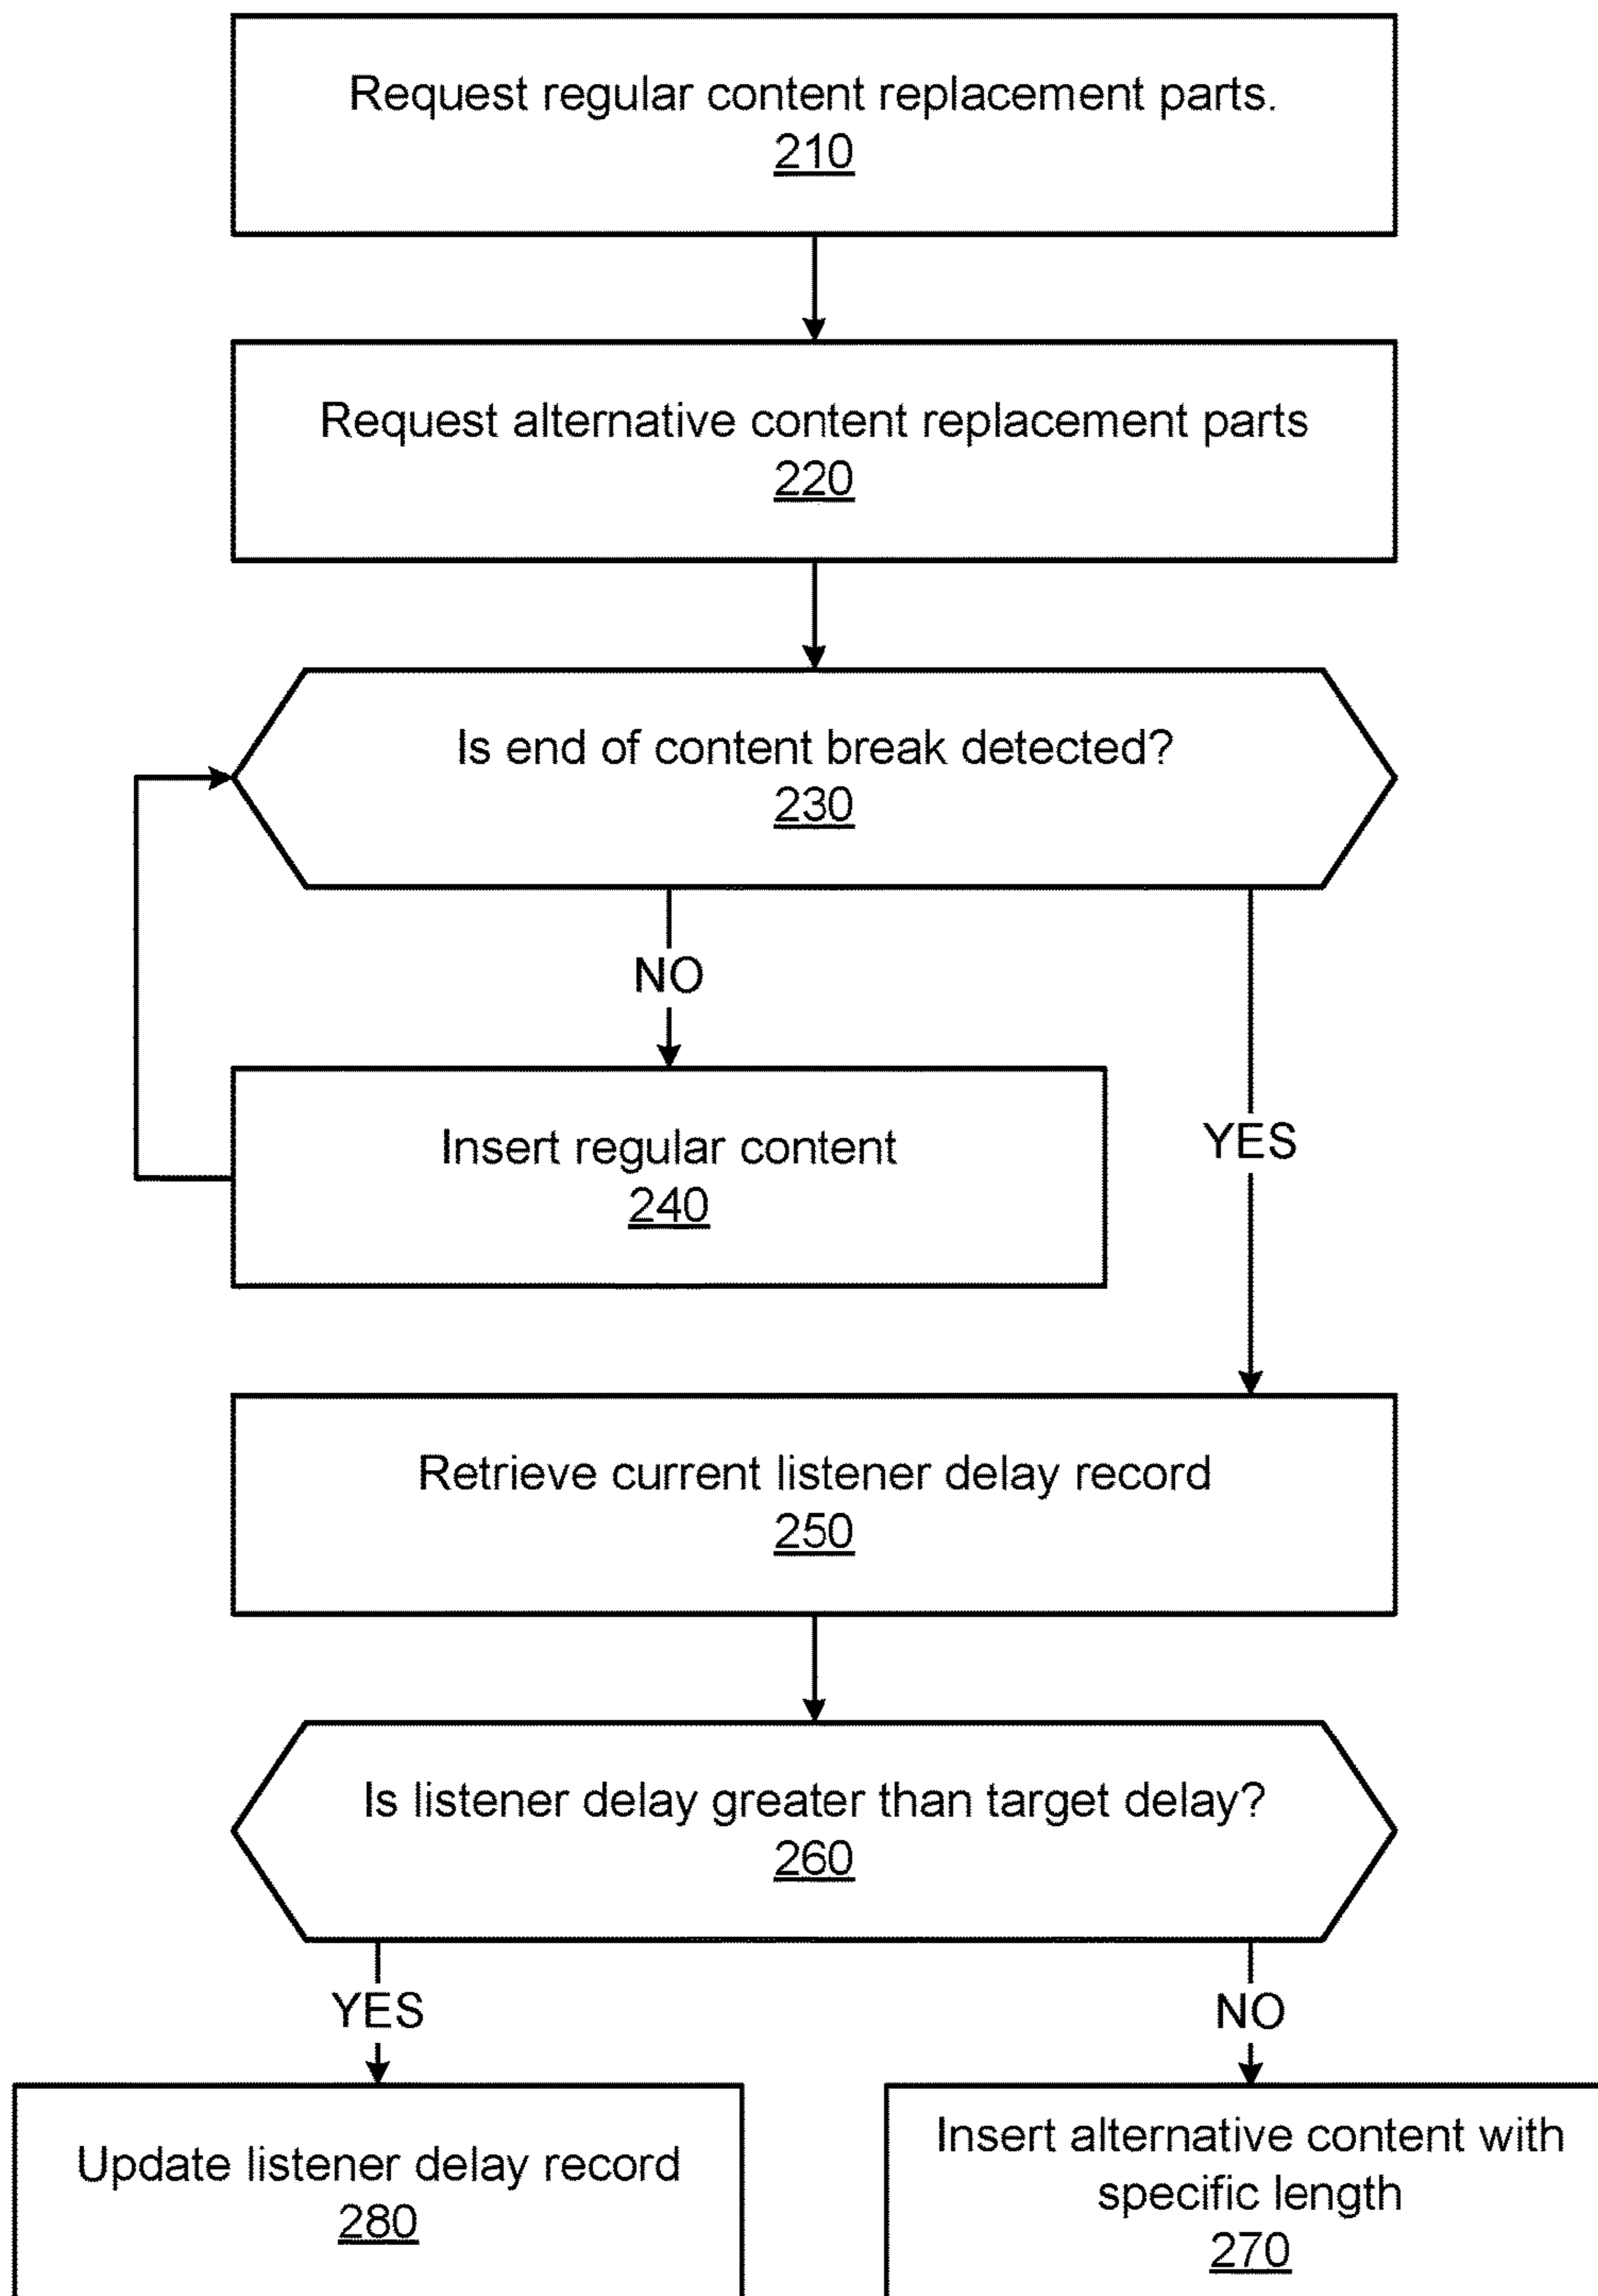 Request regular content replacement parts.
210
Request alternative content replacement parts
220
Is end of content break detected?
230
NO
YES
Insert regular content
240
Retrieve current listener delay record
250
Is listener delay greater than target delay?
260
YES
NO
Update listener delay record
280
Insert alternative content with
specific length
270